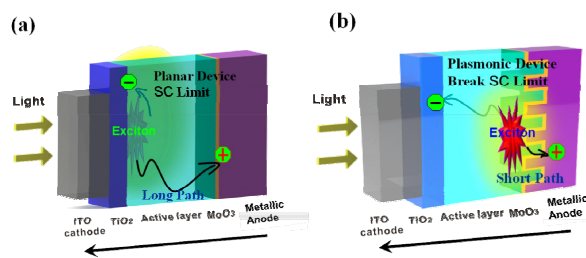 (a)
Planar Device
SC Limit
Light
Exciton
Long Path
ITO
cathode
TiO₂
Active layer
MoO₃
Metallic
Anode
(b)
Plasmonic Device
Break SC Limit
Light
Exciton
Short Path
ITO
cathode
TiO₂
Active layer
MoO₃
Metallic
Anode